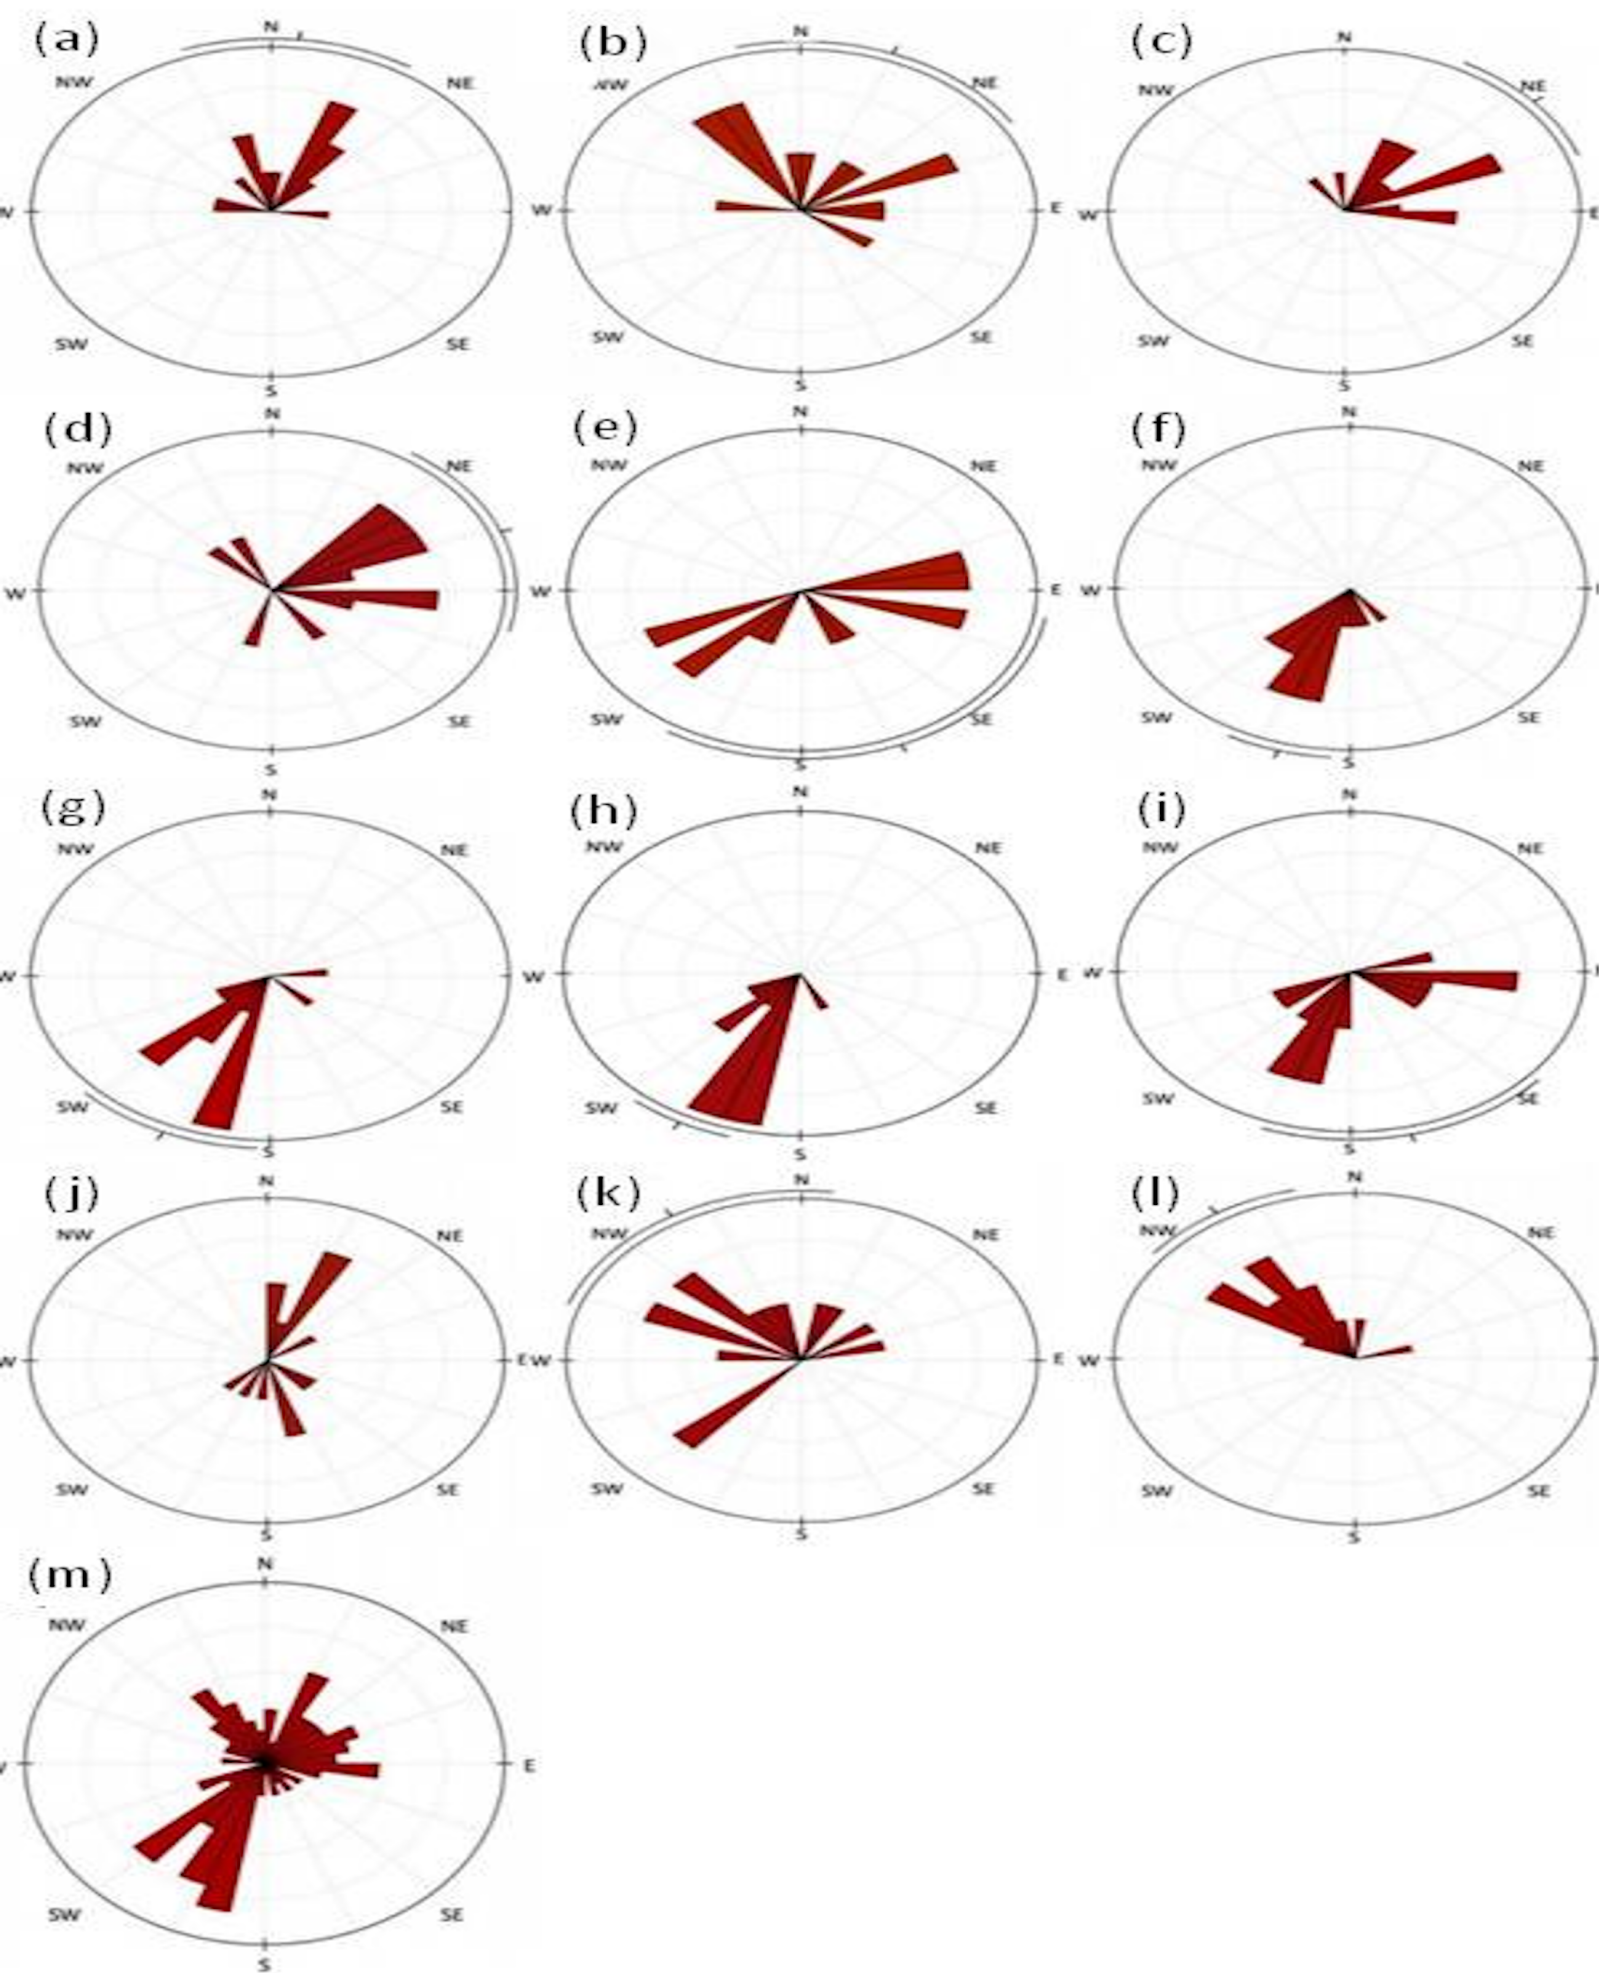 (a) N (b) N (c) N
NW NE NW NE NW NE
W W E W E
SW SE SW SE SW SE
S S S
(d) N (e) N (f) N
NW NE NW NE NW NE
W W E W
SW SE SW SE SW SE
S S S
(g) N (h) N (i) N
NW NE NW NE NW NE
W W E W
SW SE SW SE SW SE
S S S
(j) N (k) N (l) N
NW NE NW NE NW NE
W E W E W
SW SE SW SE SW SE
S S S
(m) N
NW NE
E
SW SE
S